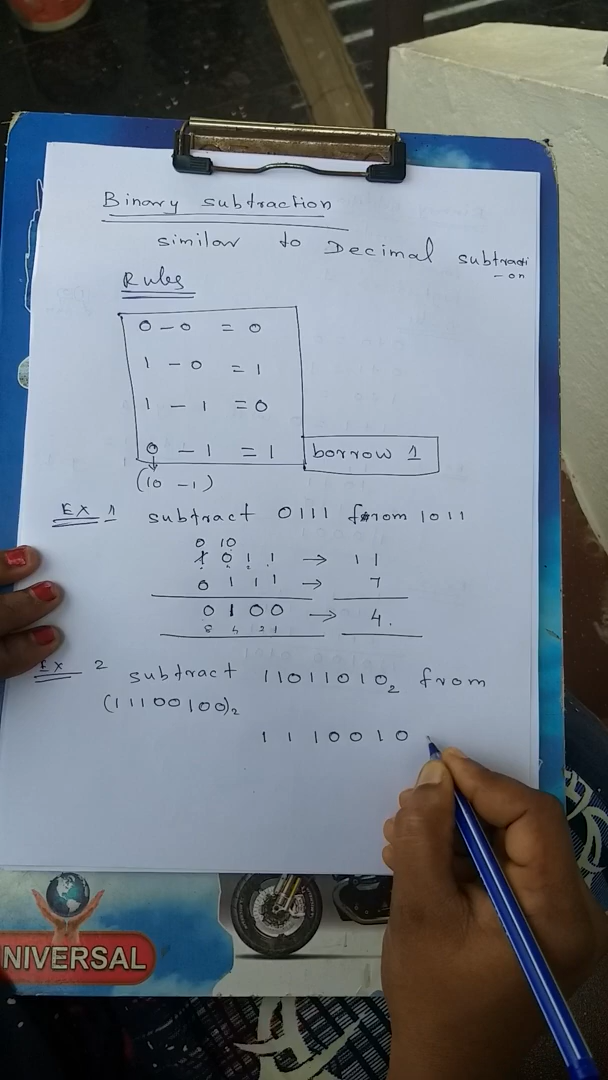 Binary subtraction
similar to Decimal subtracti
- on
Rules
0 - 0 = 0
1 - 0 = 1
1 - 1 = 0
0 - 1 = 1 borrow 1
(10 - 1)
EX 1 subtract 0111 from 1011
0 10
1 0 1 1 → 11
0 1 1 1 → 7
0 1 0 0 → 4.
8 4 2 1
Ex 2 subtract 11011010₂ from
(11100100)₂
1 1 1 0 0 1 0
NIVERSAL